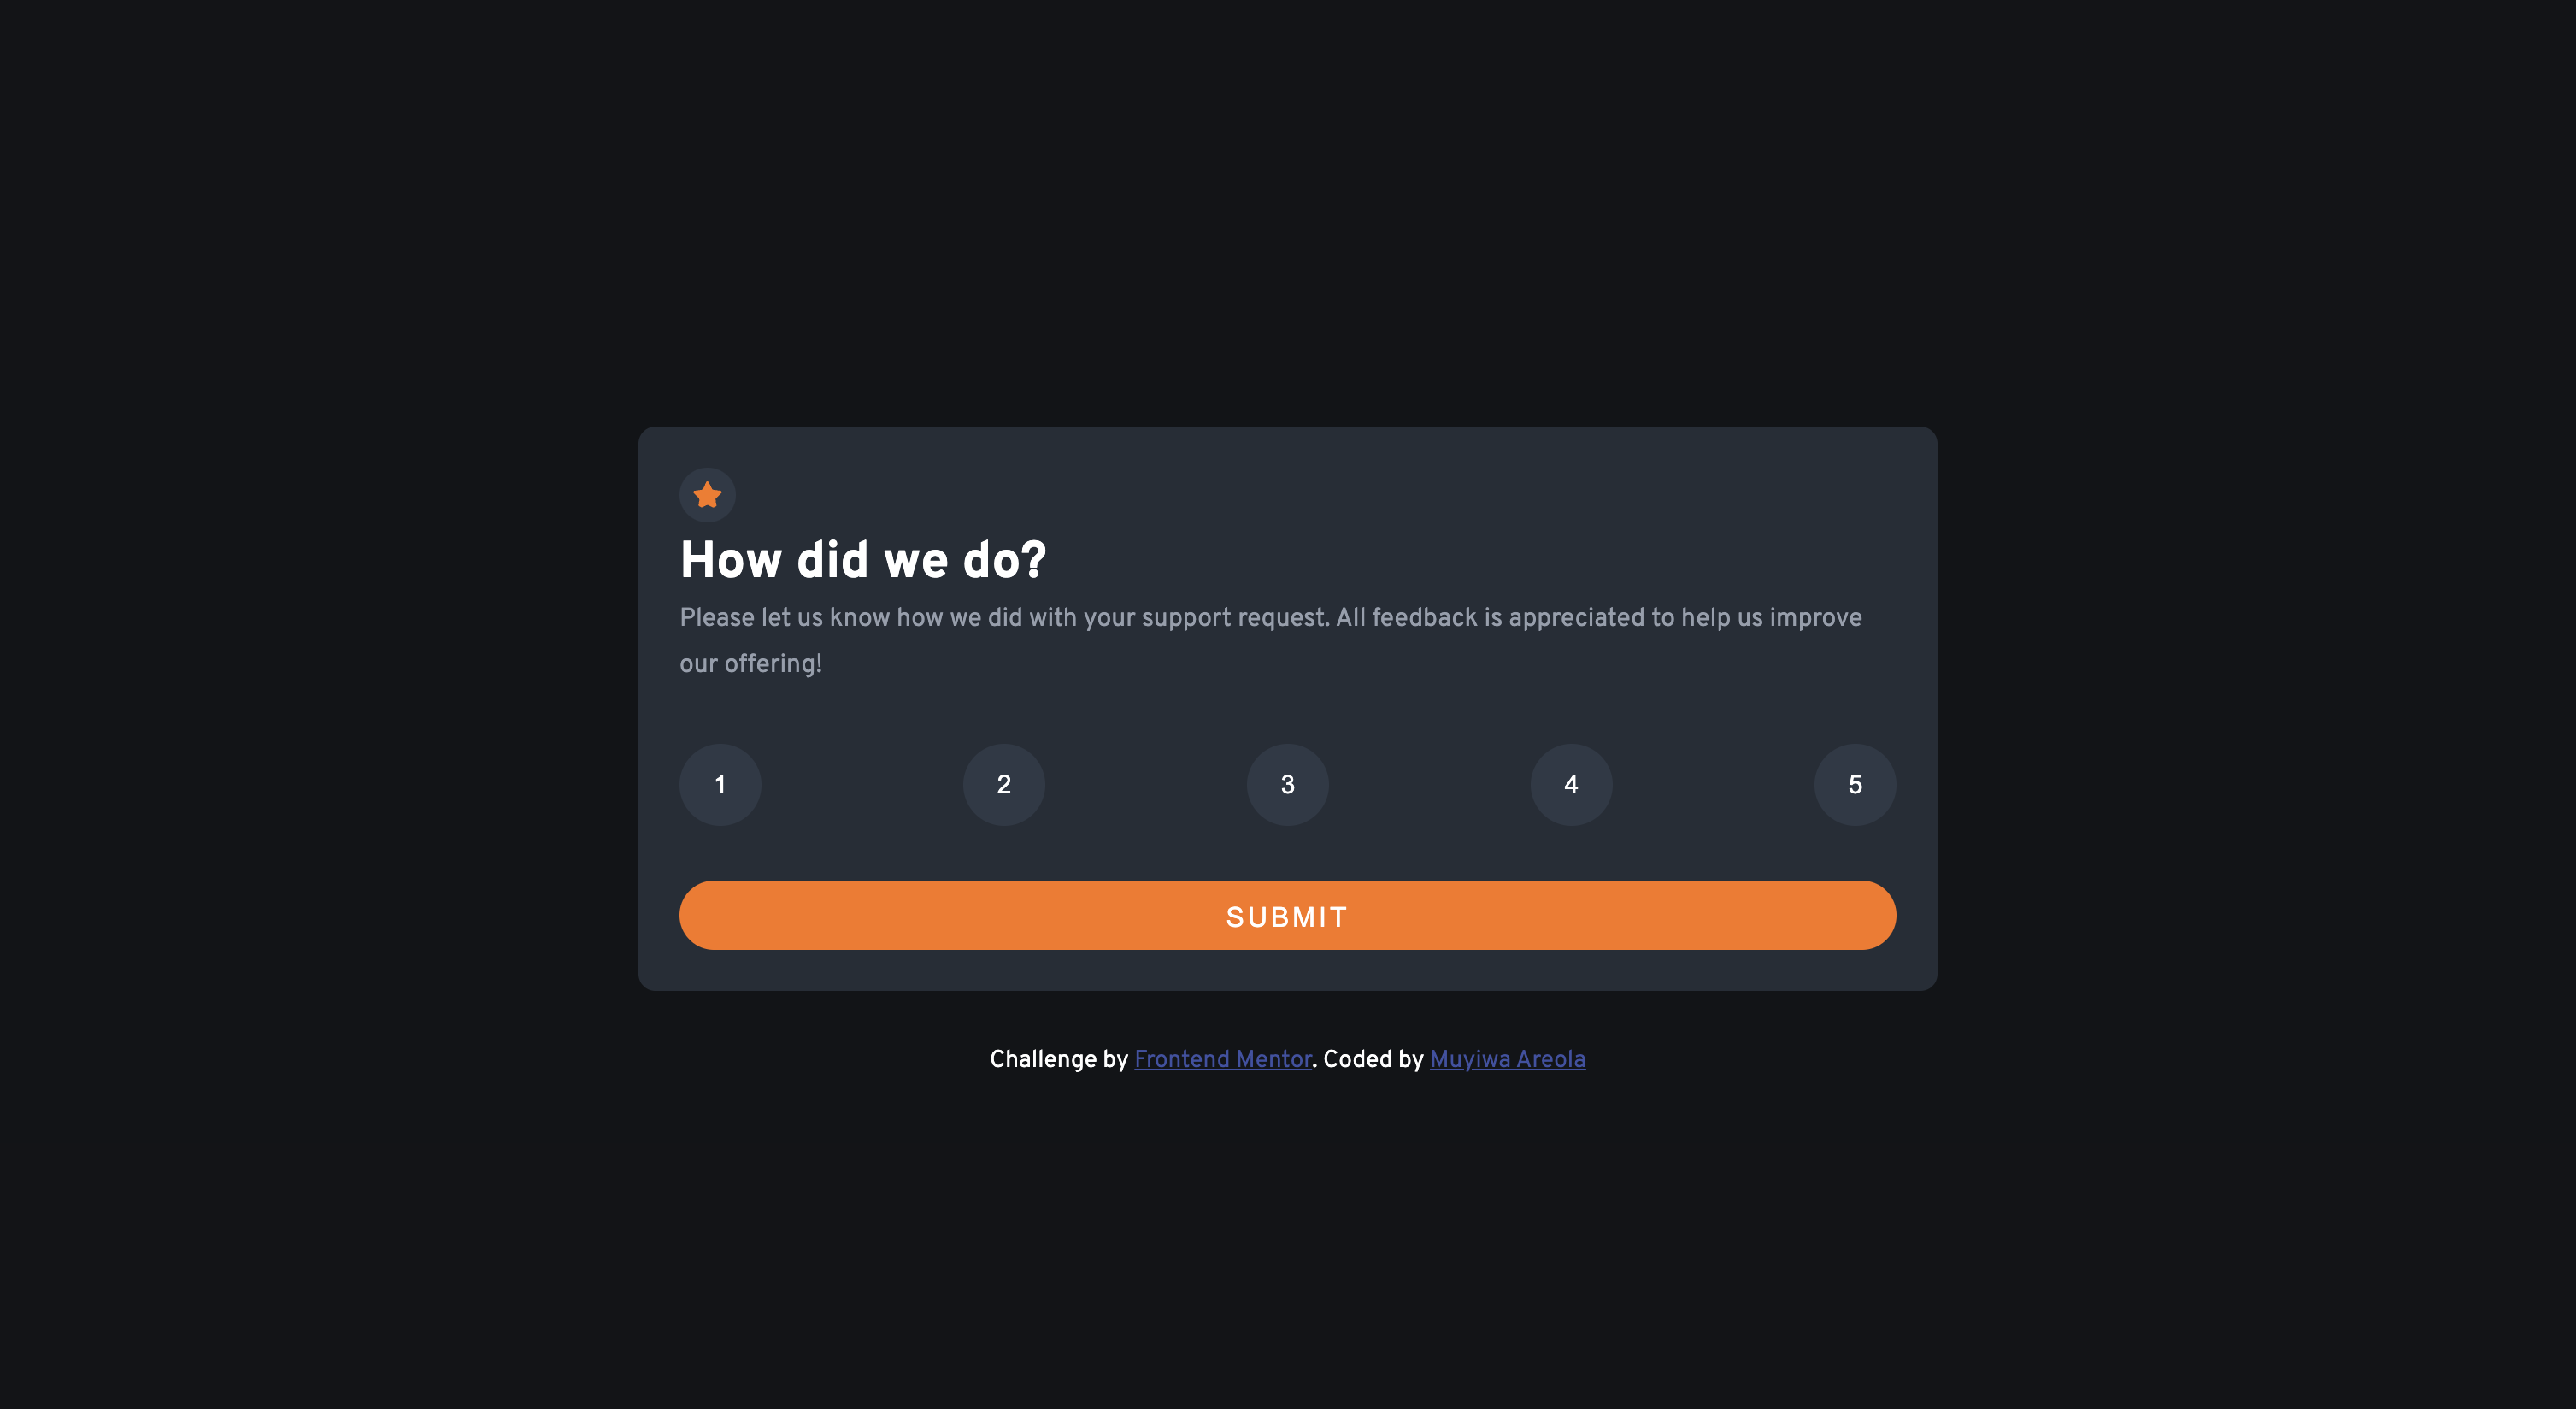 How did we do?
Please let us know how we did with your support request. All feedback is appreciated to help us improve
our offering!
1 2 3 4 5
SUBMIT
Challenge by Frontend Mentor. Coded by Muyiwa Areola